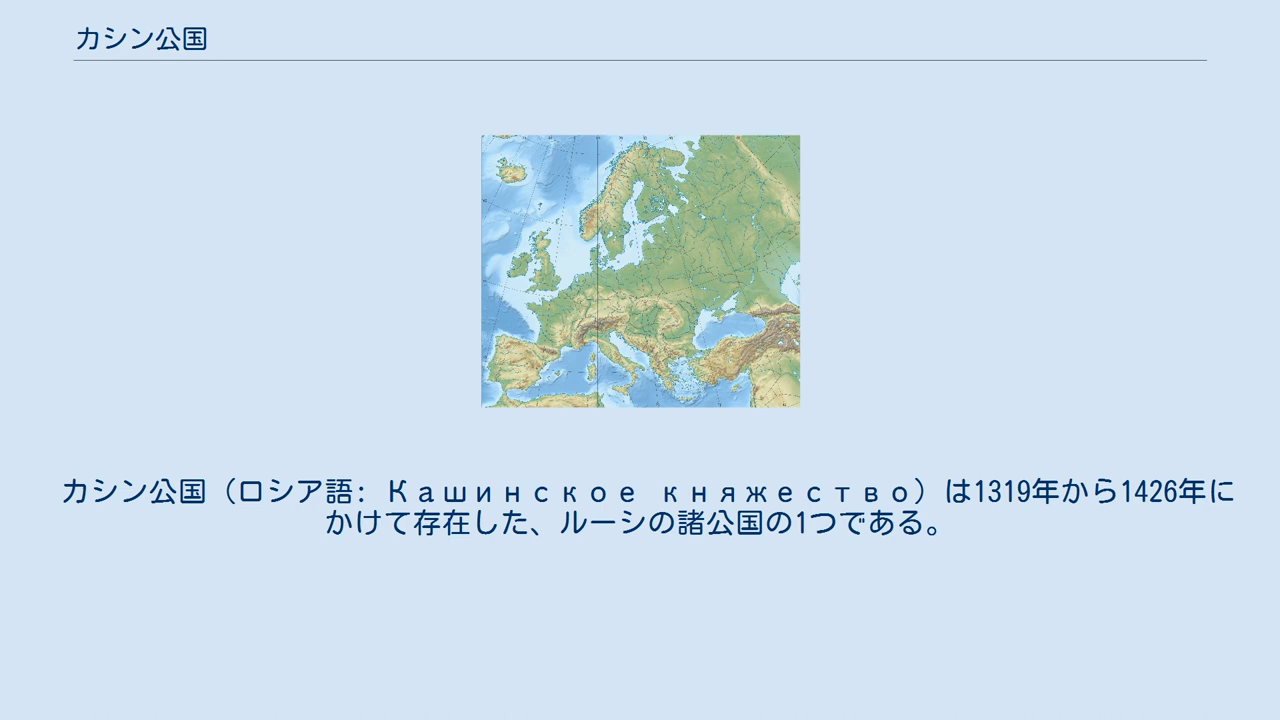 カシン公国
カシン公国（ロシア語: Кашинское княжество）は1319年から1426年に
かけて存在した、ルーシの諸公国の1つである。